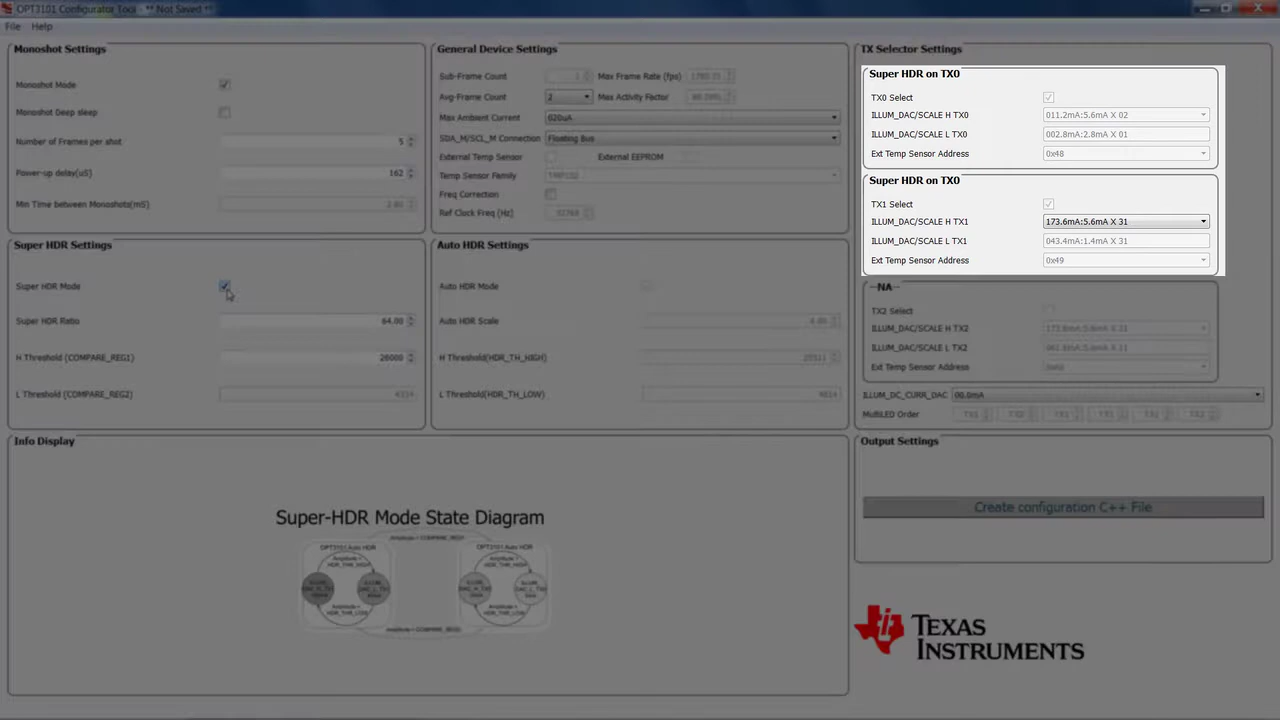 OPT3101 Configurator Tool - ** Not Saved **
File Help
Monoshot Settings
Monoshot Mode
Monoshot Deep sleep
Number of Frames per shot 5
Power-up delay(uS) 162
Min Time between Monoshots(mS)
General Device Settings
Sub-Frame Count Max Frame Rate (fps)
Avg-Frame Count 2 Max Activity Factor
Max Ambient Current 020uA
SDA_M/SCL_M Connection Floating Bus
External Temp Sensor External EEPROM
Temp Sensor Family
Freq Correction
Ref Clock Freq (Hz) 32768
TX Selector Settings
Super HDR on TX0
TX0 Select
ILLUM_DAC/SCALE H TX0 011.2mA:5.6mA X 02
ILLUM_DAC/SCALE L TX0 002.8mA:2.8mA X 01
Ext Temp Sensor Address 0x48
Super HDR on TX0
TX1 Select
ILLUM_DAC/SCALE H TX1 173.6mA:5.6mA X 31
ILLUM_DAC/SCALE L TX1 043.4mA:1.4mA X 31
Ext Temp Sensor Address 0x49
NA
TX2 Select
ILLUM_DAC/SCALE H TX2 173.6mA:5.6mA X 31
ILLUM_DAC/SCALE L TX2
Ext Temp Sensor Address
ILLUM_DC_CURR_DAC 00.0mA
MultiLED Order
Super HDR Settings
Super HDR Mode
Super HDR Ratio 64.00
H Threshold (COMPARE_REG1) 28000
L Threshold (COMPARE_REG2)
Auto HDR Settings
Auto HDR Mode
Auto HDR Scale
H Threshold(HDR_TH_HIGH)
L Threshold(HDR_TH_LOW)
Info Display
Super-HDR Mode State Diagram
Output Settings
Create configuration C++ File
TEXAS
INSTRUMENTS